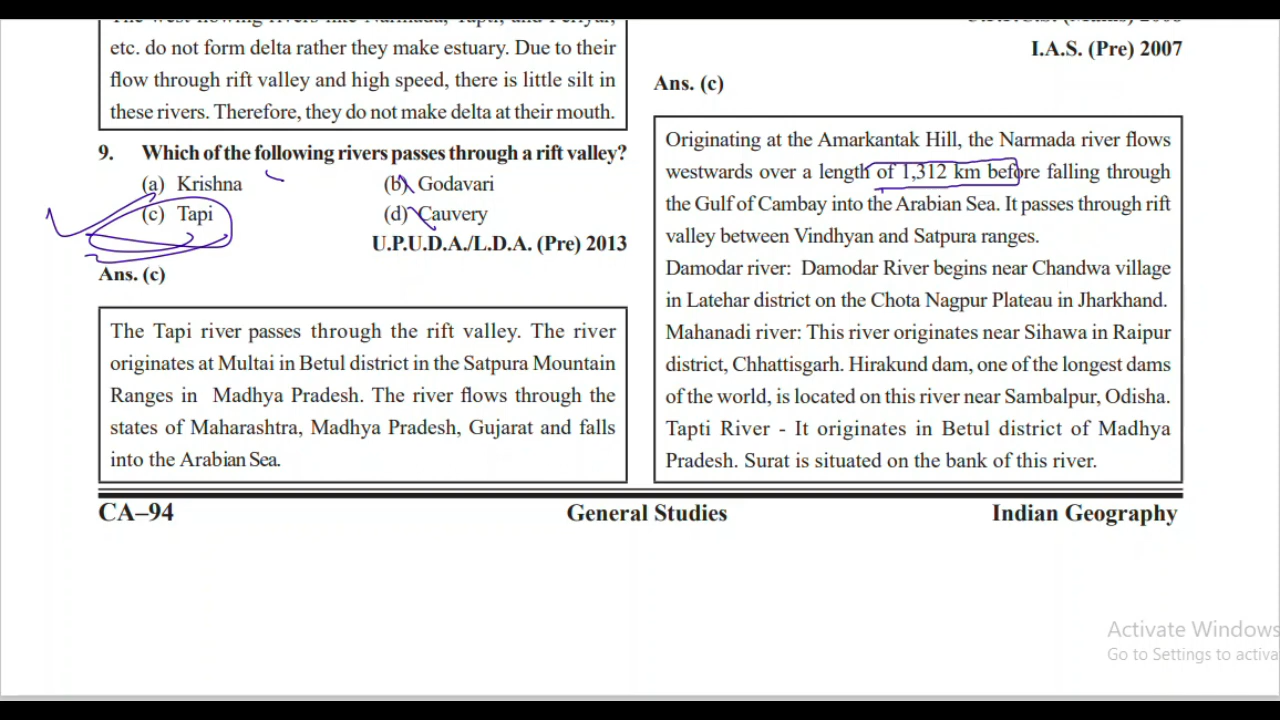 etc. do not form delta rather they make estuary. Due to their
flow through rift valley and high speed, there is little silt in
these rivers. Therefore, they do not make delta at their mouth.
9. Which of the following rivers passes through a rift valley?
(a) Krishna (b) Godavari
(c) Tapi (d) Cauvery
U.P.U.D.A./L.D.A. (Pre) 2013
Ans. (c)
The Tapi river passes through the rift valley. The river
originates at Multai in Betul district in the Satpura Mountain
Ranges in Madhya Pradesh. The river flows through the
states of Maharashtra, Madhya Pradesh, Gujarat and falls
into the Arabian Sea.
I.A.S. (Pre) 2007
Ans. (c)
Originating at the Amarkantak Hill, the Narmada river flows
westwards over a length of 1,312 km before falling through
the Gulf of Cambay into the Arabian Sea. It passes through rift
valley between Vindhyan and Satpura ranges.
Damodar river: Damodar River begins near Chandwa village
in Latehar district on the Chota Nagpur Plateau in Jharkhand.
Mahanadi river: This river originates near Sihawa in Raipur
district, Chhattisgarh. Hirakund dam, one of the longest dams
of the world, is located on this river near Sambalpur, Odisha.
Tapti River - It originates in Betul district of Madhya
Pradesh. Surat is situated on the bank of this river.
CA–94 General Studies Indian Geography
Activate Windows
Go to Settings to activa